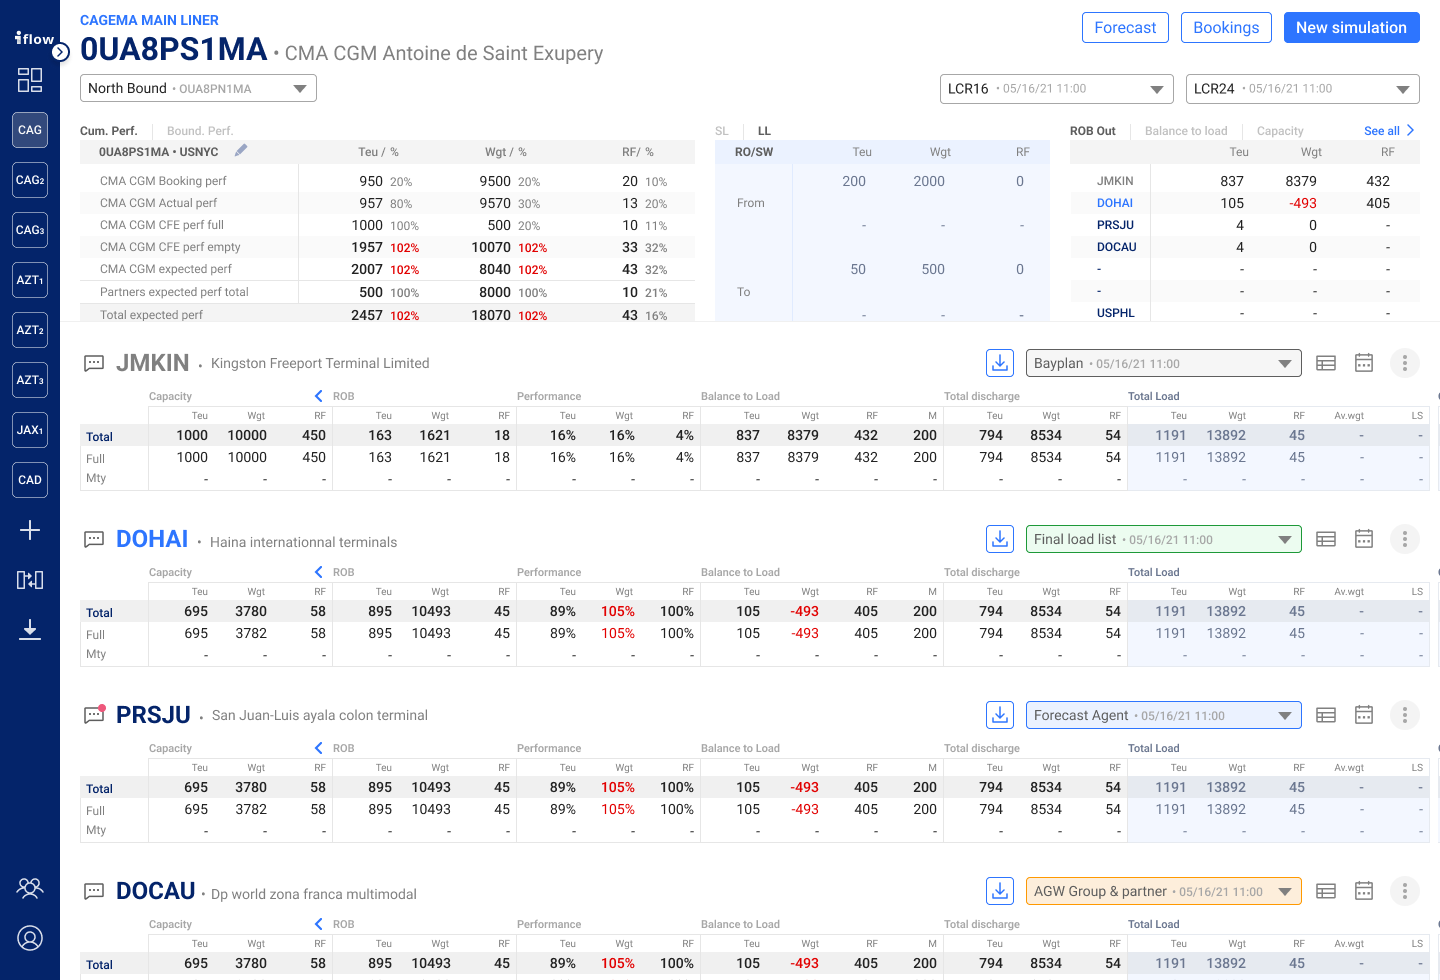 iflow
CAG
CAG2
CAG3
AZT1
AZT2
AZT3
JAX1
CAD
CAGEMA MAIN LINER
0UA8PS1MA • CMA CGM Antoine de Saint Exupery
Forecast Bookings New simulation
North Bound • OUA8PN1MA
LCR16 • 05/16/21 11:00 LCR24 • 05/16/21 11:00
Cum. Perf. Bound. Perf.
0UA8PS1MA • USNYC Teu / % Wgt / % RF/ %
CMA CGM Booking perf 950 20% 9500 20% 20 10%
CMA CGM Actual perf 957 80% 9570 30% 13 20%
CMA CGM CFE perf full 1000 100% 500 20% 10 11%
CMA CGM CFE perf empty 1957 102% 10070 102% 33 32%
CMA CGM expected perf 2007 102% 8040 102% 43 32%
Partners expected perf total 500 100% 8000 100% 10 21%
Total expected perf 2457 102% 18070 102% 43 16%
SL LL
RO/SW Teu Wgt RF
200 2000 0
From
- - -
50 500 0
To
- - -
ROB Out Balance to load Capacity See all
Teu Wgt RF
JMKIN 837 8379 432
DOHAI 105 -493 405
PRSJU 4 0 -
DOCAU 4 0 -
- - - -
- - - -
USPHL - - -
JMKIN • Kingston Freeport Terminal Limited
Bayplan • 05/16/21 11:00
Capacity ROB Performance Balance to Load Total discharge Total Load
Teu Wgt RF Teu Wgt RF Teu Wgt RF Teu Wgt RF M Teu Wgt RF Teu Wgt RF Av.wgt LS
Total 1000 10000 450 163 1621 18 16% 16% 4% 837 8379 432 200 794 8534 54 1191 13892 45 - -
Full 1000 10000 450 163 1621 18 16% 16% 4% 837 8379 432 200 794 8534 54 1191 13892 45 - -
Mty - - - - - - - - - - - - - - - - - - - - -
DOHAI • Haina internationnal terminals
Final load list • 05/16/21 11:00
Capacity ROB Performance Balance to Load Total discharge Total Load
Teu Wgt RF Teu Wgt RF Teu Wgt RF Teu Wgt RF M Teu Wgt RF Teu Wgt RF Av.wgt LS
Total 695 3780 58 895 10493 45 89% 105% 100% 105 -493 405 200 794 8534 54 1191 13892 45 - -
Full 695 3782 58 895 10493 45 89% 105% 100% 105 -493 405 200 794 8534 54 1191 13892 45 - -
Mty - - - - - - - - - - - - - - - - - - - - -
PRSJU • San Juan-Luis ayala colon terminal
Forecast Agent • 05/16/21 11:00
Capacity ROB Performance Balance to Load Total discharge Total Load
Teu Wgt RF Teu Wgt RF Teu Wgt RF Teu Wgt RF M Teu Wgt RF Teu Wgt RF Av.wgt LS
Total 695 3780 58 895 10493 45 89% 105% 100% 105 -493 405 200 794 8534 54 1191 13892 45 - -
Full 695 3782 58 895 10493 45 89% 105% 100% 105 -493 405 200 794 8534 54 1191 13892 45 - -
Mty - - - - - - - - - - - - - - - - - - - - -
DOCAU • Dp world zona franca multimodal
AGW Group & partner • 05/16/21 11:00
Capacity ROB Performance Balance to Load Total discharge Total Load
Teu Wgt RF Teu Wgt RF Teu Wgt RF Teu Wgt RF M Teu Wgt RF Teu Wgt RF Av.wgt LS
Total 695 3780 58 895 10493 45 89% 105% 100% 105 -493 405 200 794 8534 54 1191 13892 45 - -